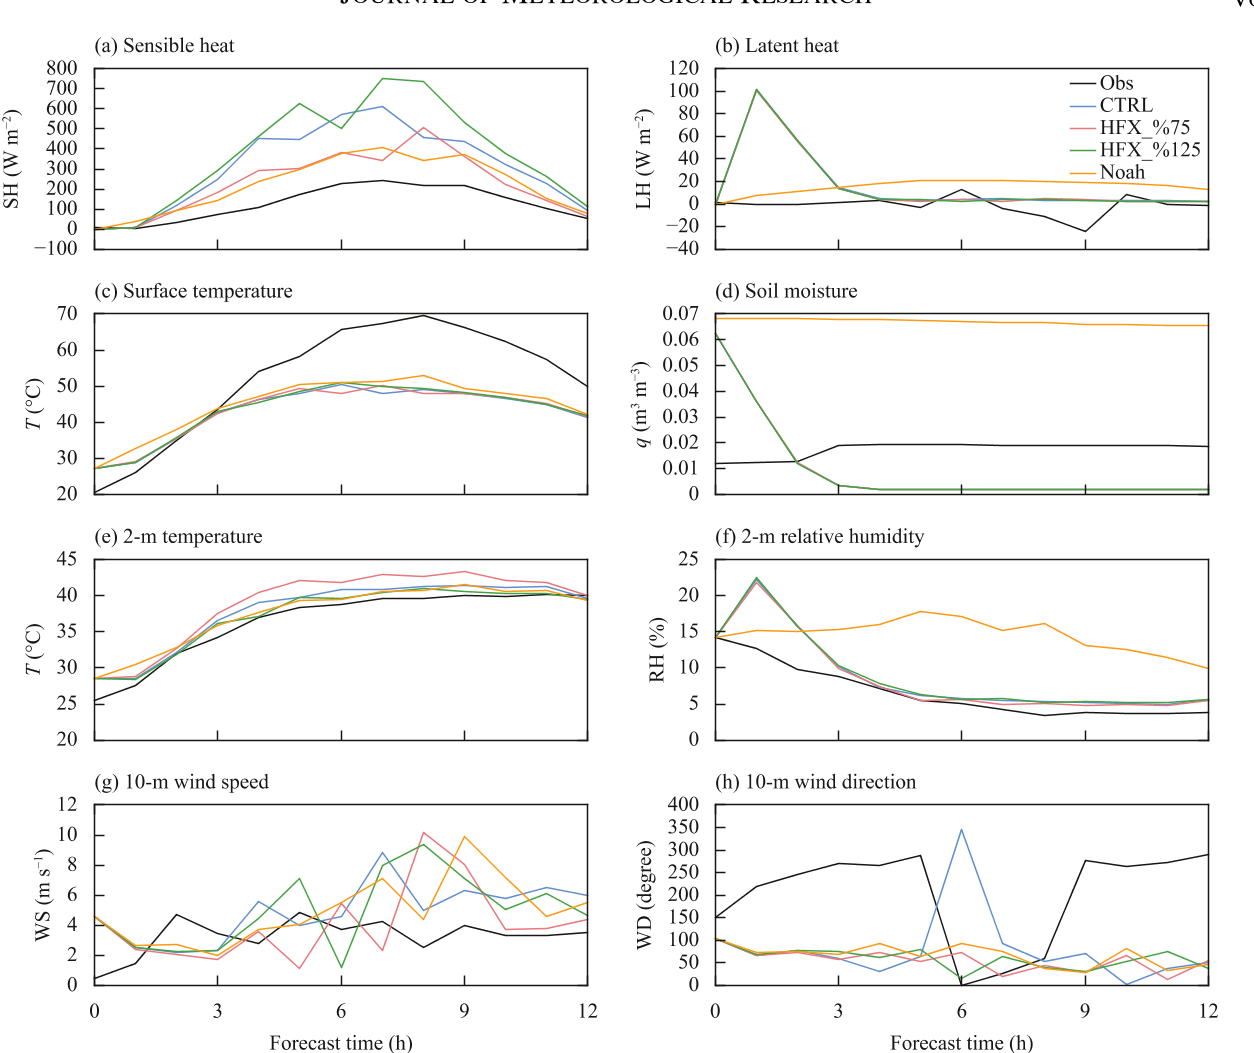 JOURNAL OF METEOROLOGICAL RESEARCH
(a) Sensible heat
800
700
600
500
400
300
200
100
0
−100
SH (W m−2)
(b) Latent heat
120
100
80
60
40
20
0
−20
−40
LH (W m−2)
Obs
CTRL
HFX_%75
HFX_%125
Noah
(c) Surface temperature
70
60
50
40
30
20
T (°C)
(d) Soil moisture
0.07
0.06
0.05
0.04
0.03
0.02
0.01
0
q (m3 m−3)
(e) 2-m temperature
45
40
35
30
25
20
T (°C)
(f) 2-m relative humidity
25
20
15
10
5
0
RH (%)
(g) 10-m wind speed
12
10
8
6
4
2
0
WS (m s−1)
0 3 6 9 12
Forecast time (h)
(h) 10-m wind direction
400
350
300
250
200
150
100
50
0
WD (degree)
0 3 6 9 12
Forecast time (h)